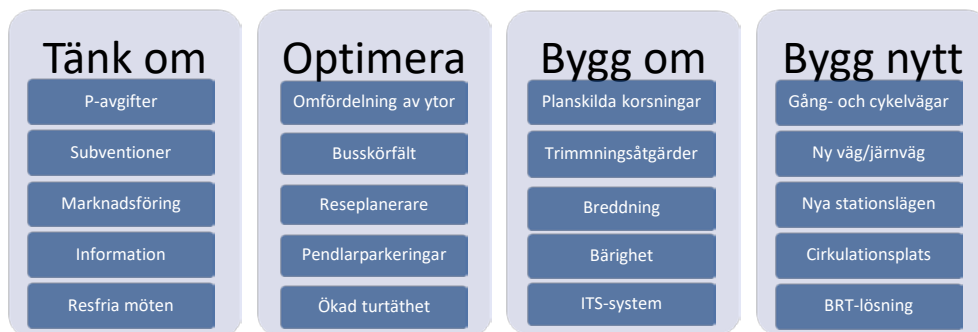 Tänk om
P-avgifter
Subventioner
Marknadsföring
Information
Resfria möten
Optimera
Omfördelning av ytor
Busskörfält
Reseplanerare
Pendlarparkeringar
Ökad turtäthet
Bygg om
Planskilda korsningar
Trimmningsåtgärder
Breddning
Bärighet
ITS-system
Bygg nytt
Gång- och cykelvägar
Ny väg/järnväg
Nya stationslägen
Cirkulationsplats
BRT-lösning